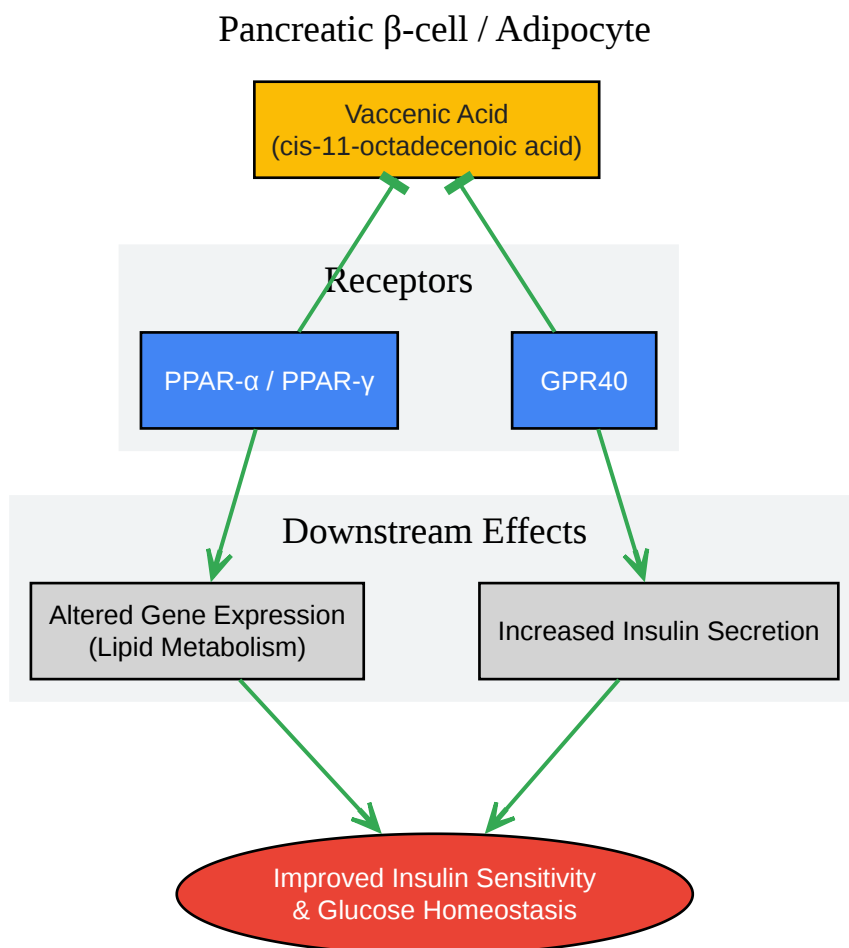 Pancreatic β-cell / Adipocyte
Vaccenic Acid
(cis-11-octadecenoic acid)
Receptors
PPAR-α / PPAR-γ
GPR40
Downstream Effects
Altered Gene Expression
(Lipid Metabolism)
Increased Insulin Secretion
Improved Insulin Sensitivity
& Glucose Homeostasis